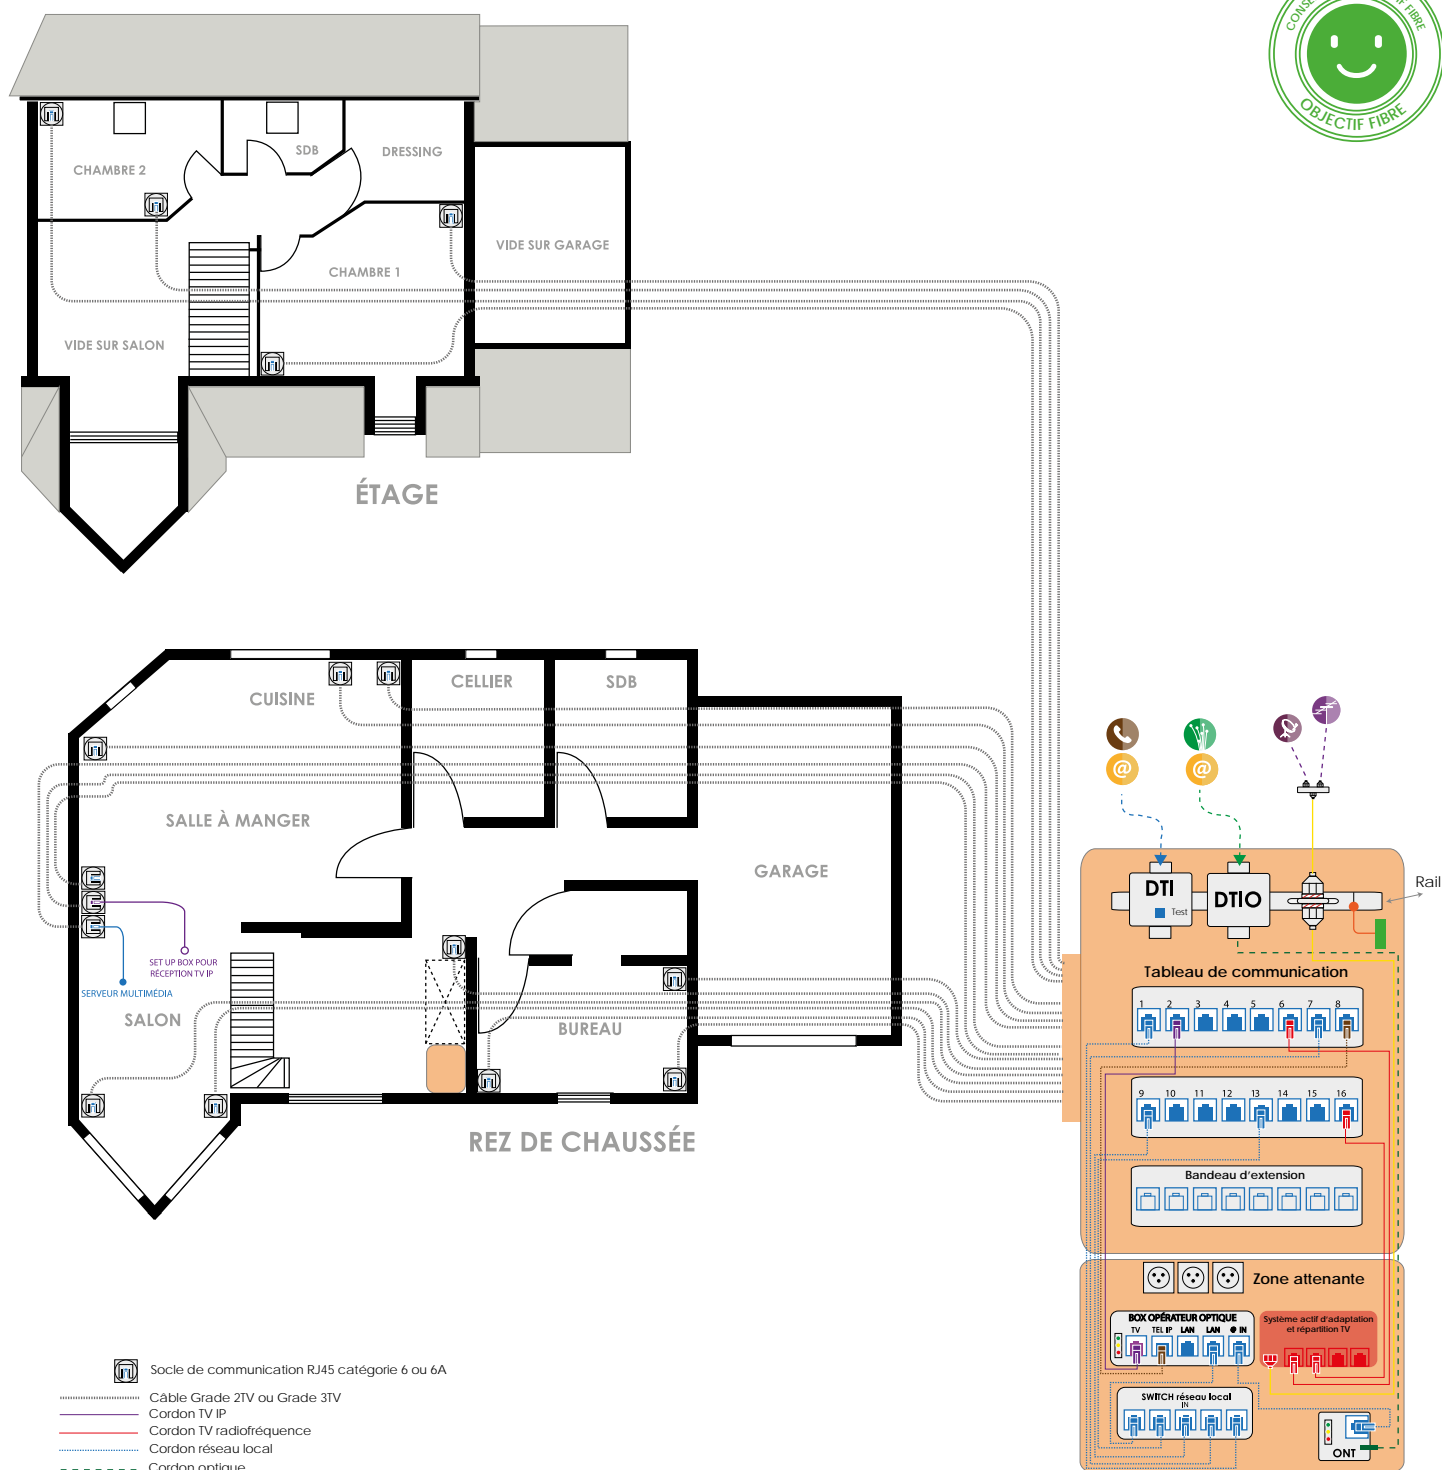 OBJECTIF FIBRE
CHAMBRE 2
SDB
DRESSING
CHAMBRE 1
VIDE SUR GARAGE
VIDE SUR SALON
ÉTAGE
CUISINE
CELLIER
SDB
SALLE À MANGER
GARAGE
SET UP BOX POUR
RÉCEPTION TV IP
SERVEUR MULTIMÉDIA
SALON
BUREAU
REZ DE CHAUSSÉE
@
@
DTI
Test
DTIO
Rail
Tableau de communication
1 2 3 4 5 6 7 8
9 10 11 12 13 14 15 16
Bandeau d'extension
Zone attenante
BOX OPÉRATEUR OPTIQUE
TV TEL IP LAN LAN @ IN
Système actif d'adaptation
et répartition TV
SWITCH réseau local
IN
ONT
Socle de communication RJ45 catégorie 6 ou 6A
Câble Grade 2TV ou Grade 3TV
Cordon TV IP
Cordon TV radiofréquence
Cordon réseau local
Cordon optique